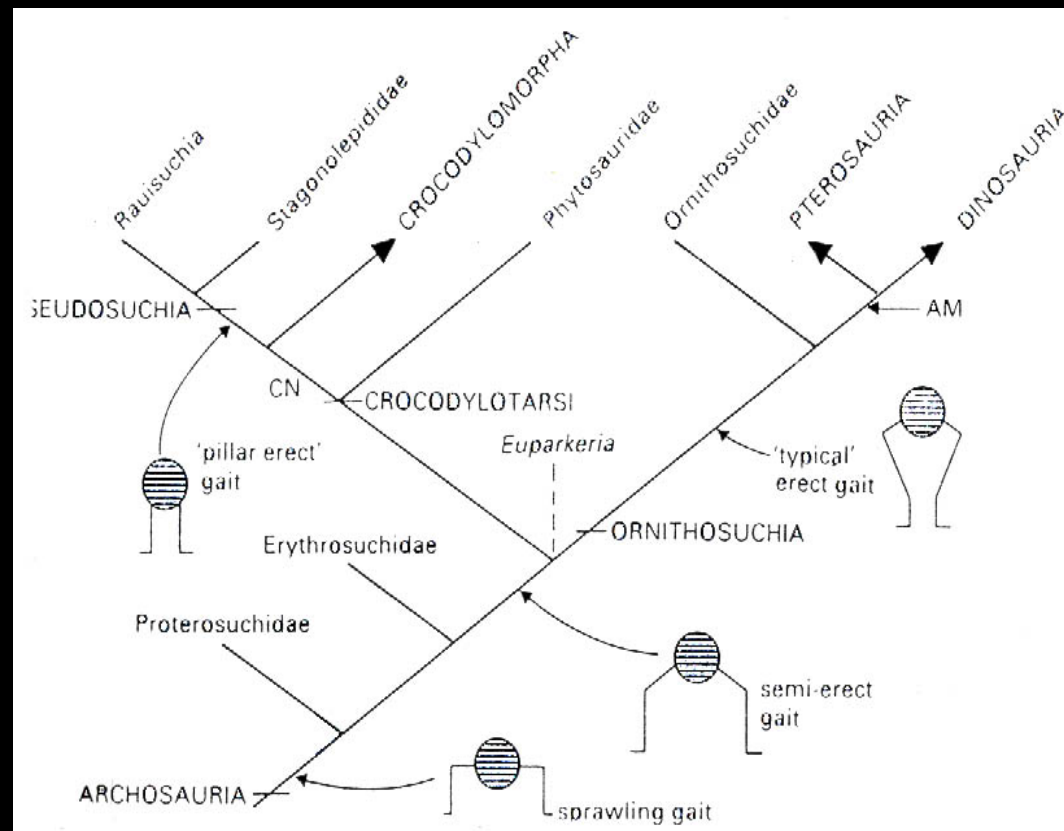 Rauisuchia
Stagonolepididae
CROCODYLOMORPHA
Phytosauridae
Ornithosuchidae
PTEROSAURIA
DINOSAURIA
SEUDOSUCHIA
AM
CN
CROCODYLOTARSI
Euparkeria
'pillar erect'
gait
'typical'
erect gait
ORNITHOSUCHIA
Erythrosuchidae
Proterosuchidae
semi-erect
gait
ARCHOSAURIA
sprawling gait